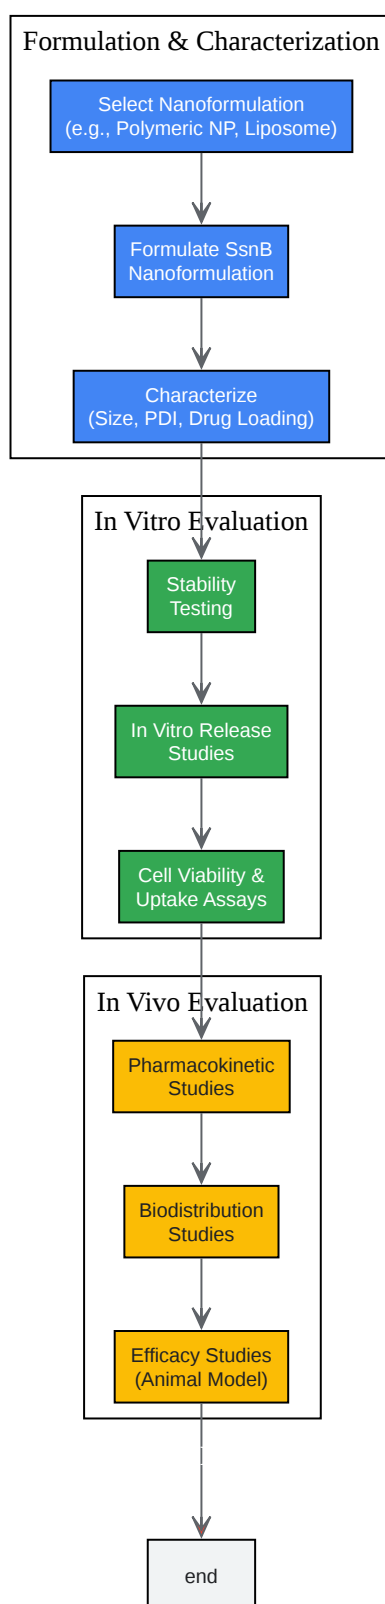 Formulation & Characterization
Select Nanoformulation
(e.g., Polymeric NP, Liposome)
Formulate SsnB
Nanoformulation
Characterize
(Size, PDI, Drug Loading)
In Vitro Evaluation
Stability
Testing
In Vitro Release
Studies
Cell Viability &
Uptake Assays
In Vivo Evaluation
Pharmacokinetic
Studies
Biodistribution
Studies
Efficacy Studies
(Animal Model)
end